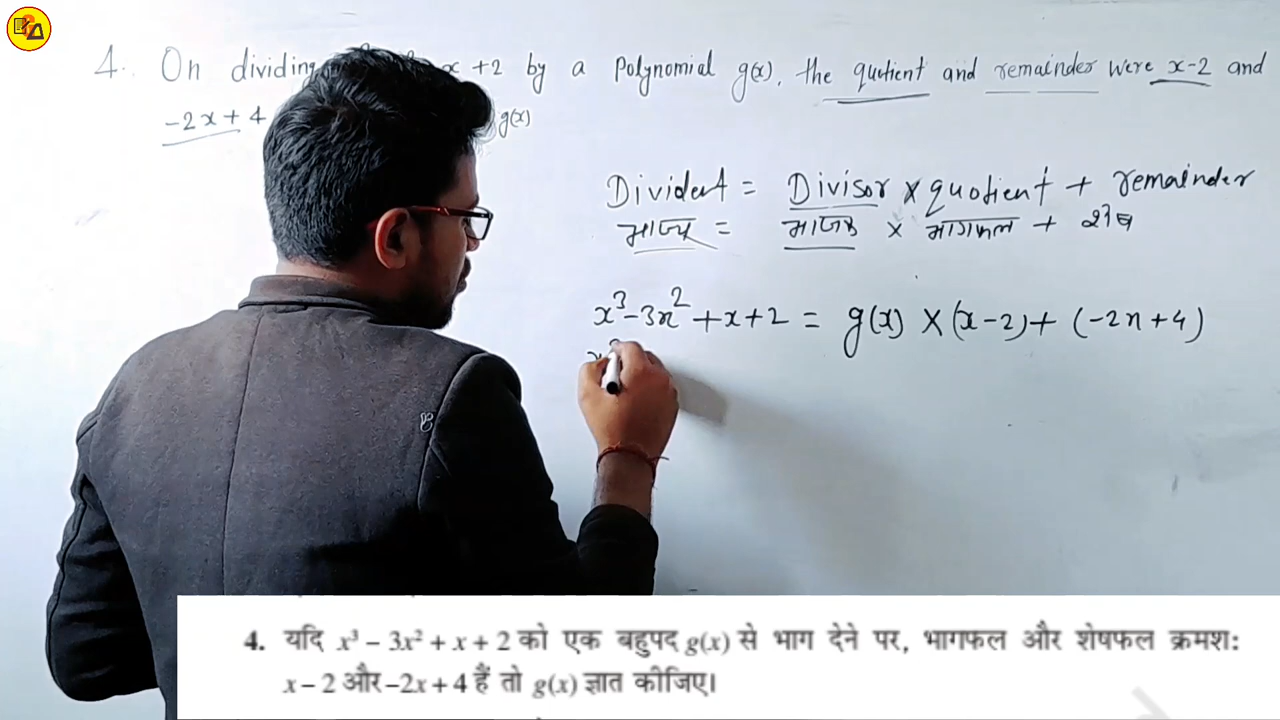 4. On dividing x +2 by a Polynomial g(x), the quotient and remainder were x-2 and
-2x + 4 g(x)
Divident = Divisor × quotient + remainder
भाज्य = भाजक × भागफल + शेष
x³-3x²+x+2 = g(x) × (x-2)+ (-2x+4)
4. यदि x³ – 3x² + x + 2 को एक बहुपद g(x) से भाग देने पर, भागफल और शेषफल क्रमश:
x – 2 और –2x + 4 हैं तो g(x) ज्ञात कीजिए।